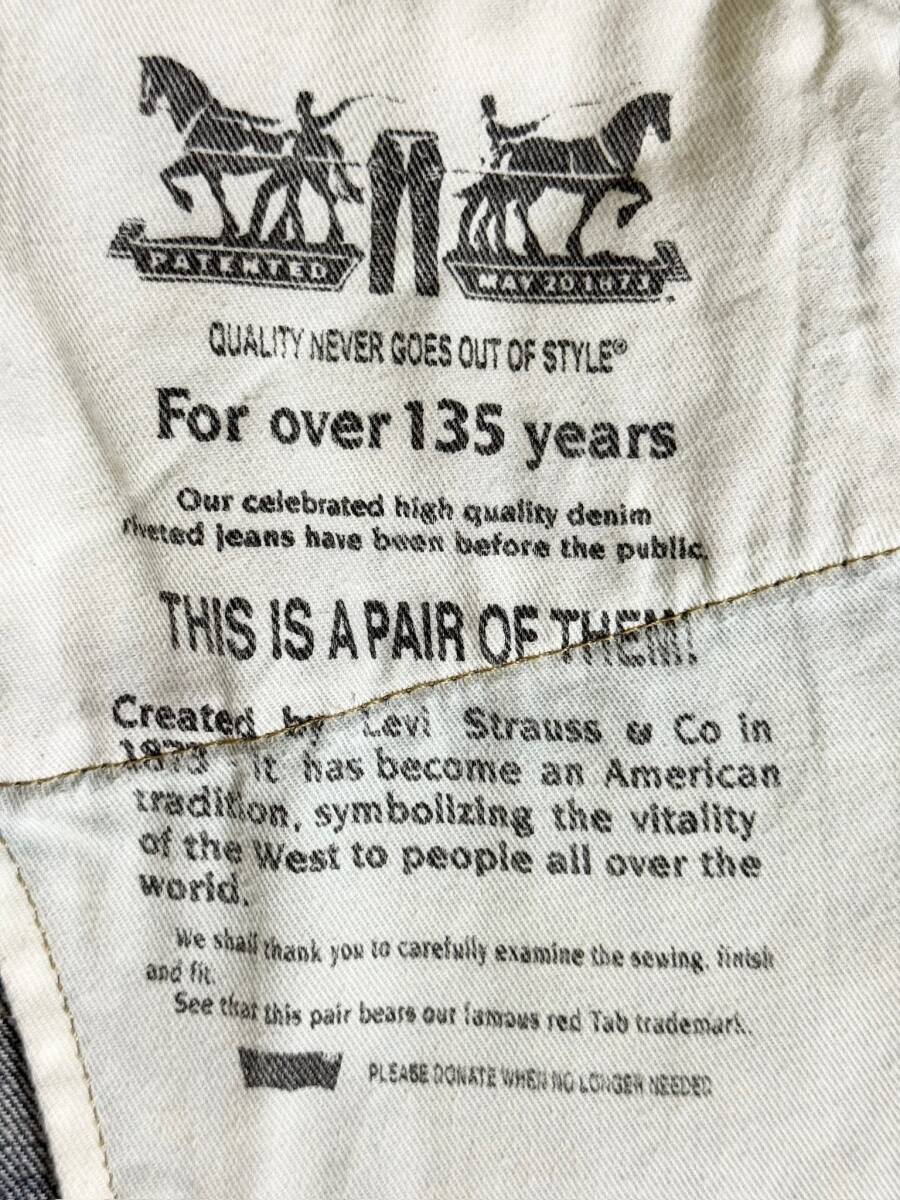 PATENTED
MAY 20 1873
QUALITY NEVER GOES OUT OF STYLE®
For over 135 years
Our celebrated high quality denim
riveted jeans have been before the public.
THIS IS A PAIR OF THEM!
Created by Levi Strauss & Co in
1873 it has become an American
tradition, symbolizing the vitality
of the West to people all over the
world.
We shall thank you to carefully examine the sewing, finish
and fit.
See that this pair bears our famous red Tab trademark.
PLEASE DONATE WHEN NO LONGER NEEDED